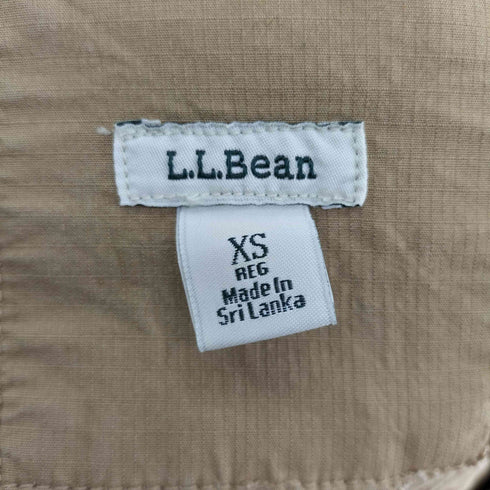 L.L.Bean
XS
REG
Made In
Sri Lanka